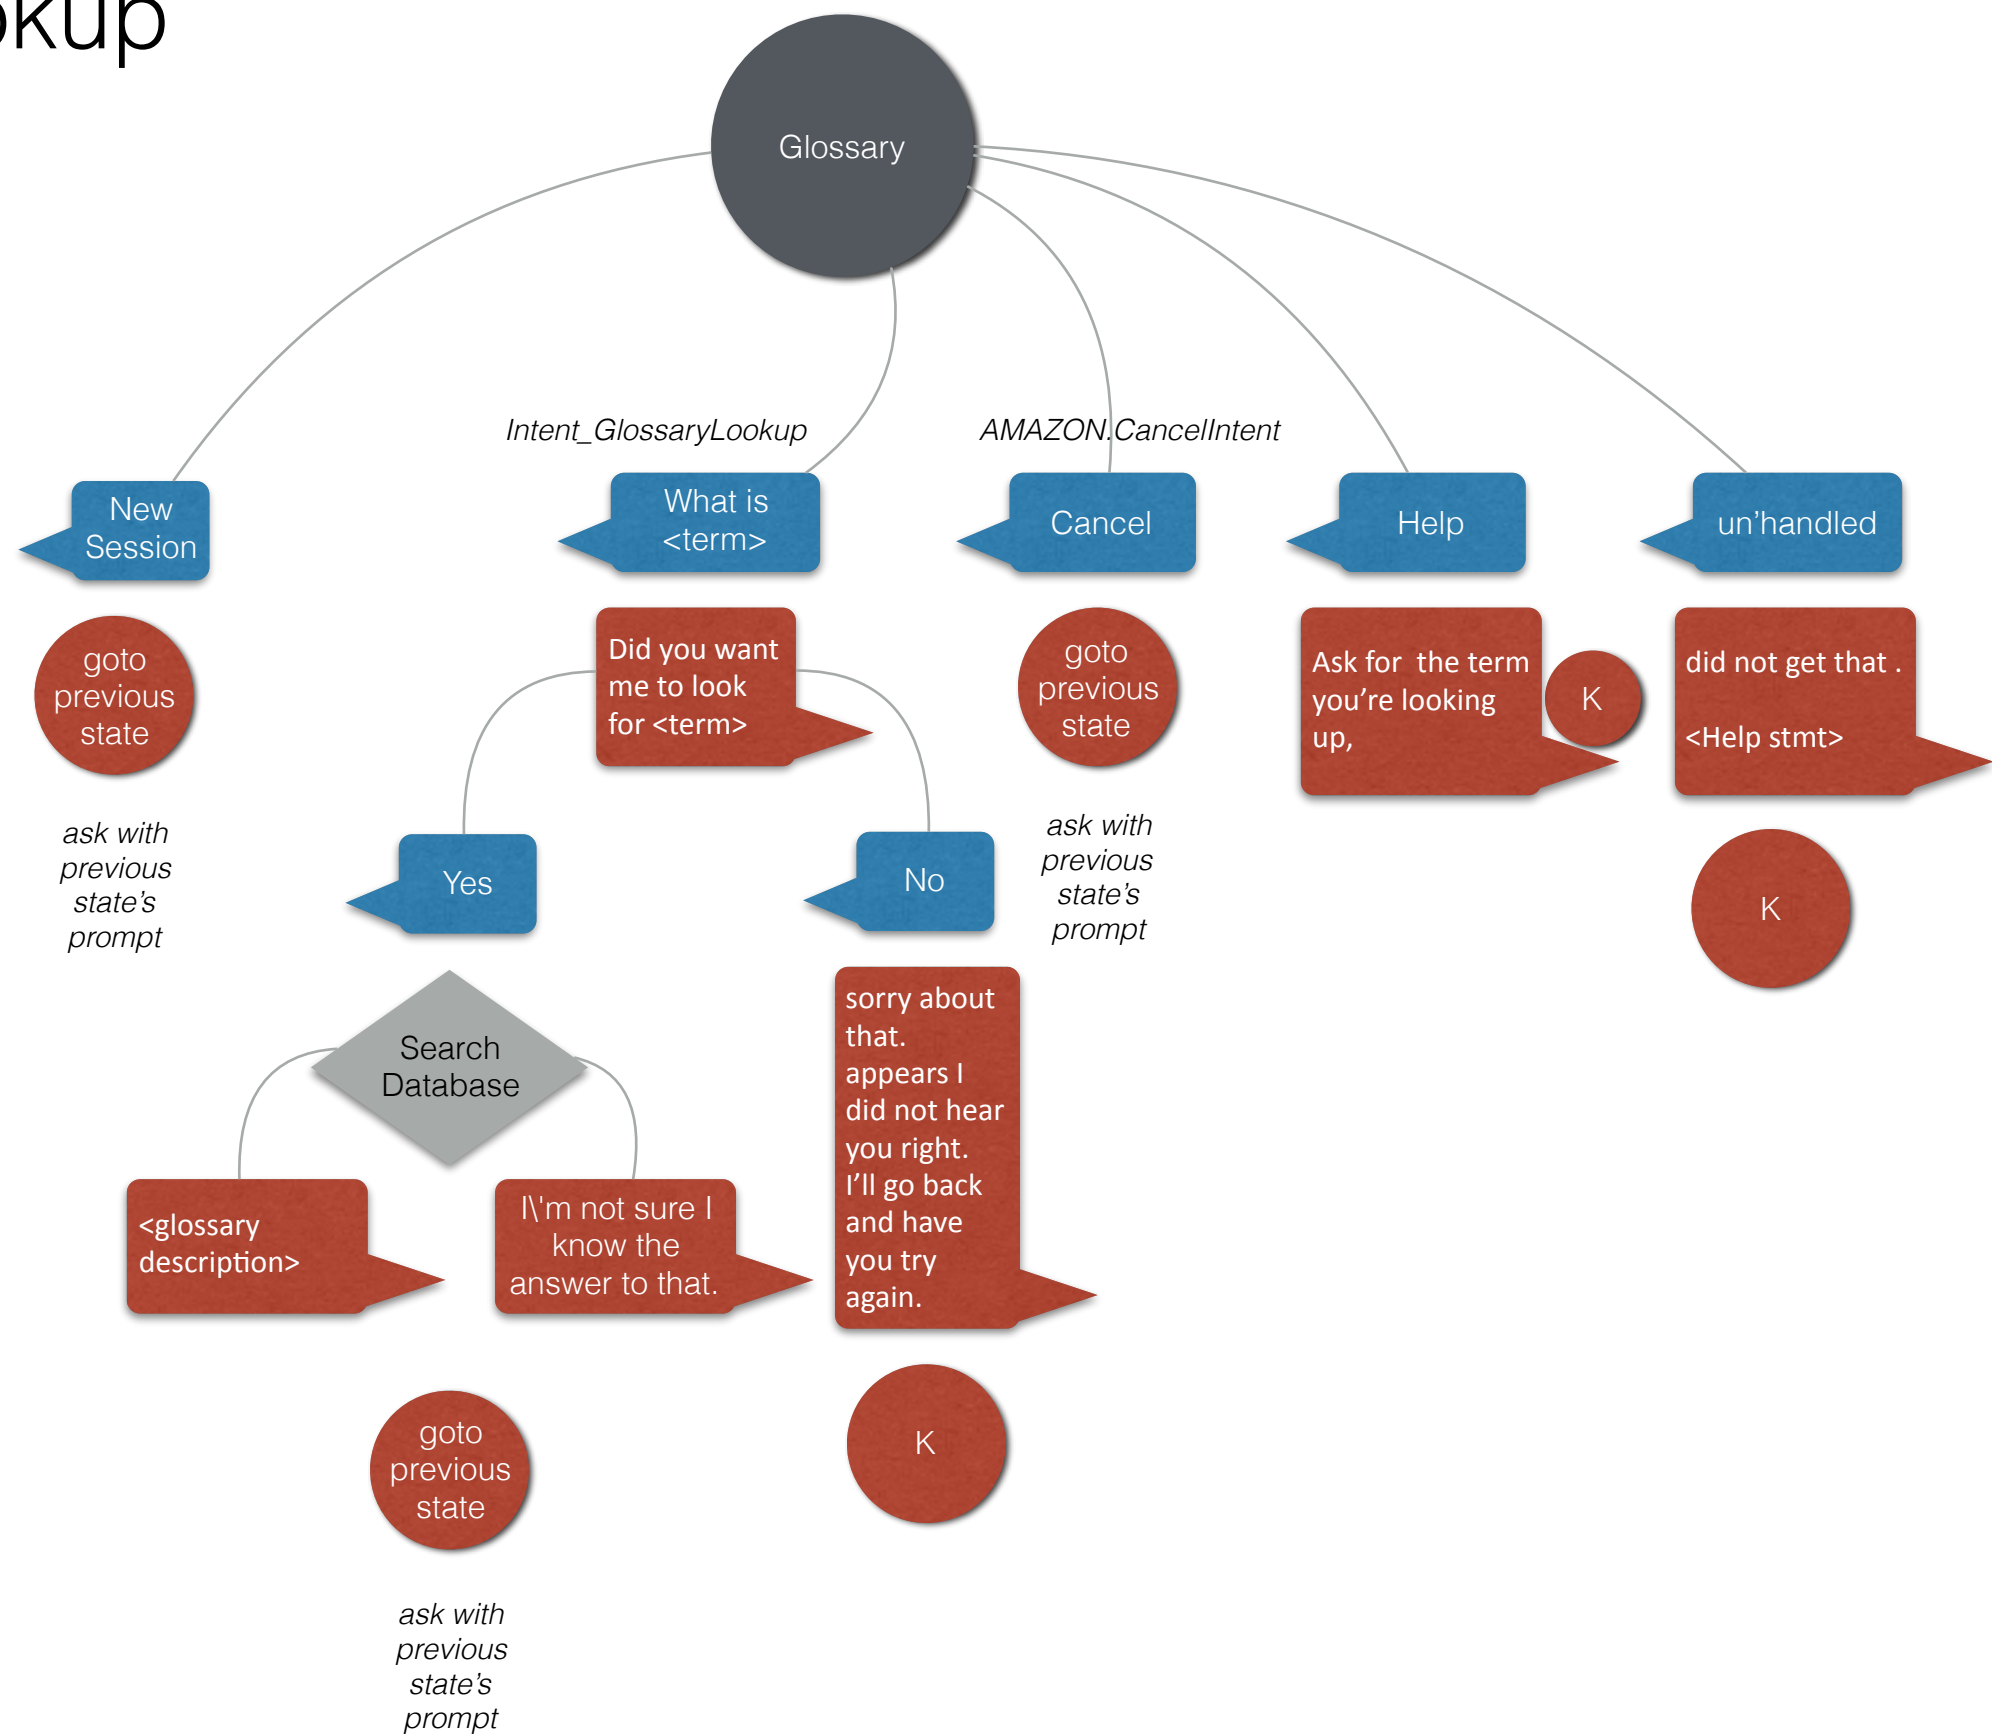 okup
Glossary
Intent_GlossaryLookup
AMAZON.CancelIntent
New
Session
What is
<term>
Cancel
Help
un'handled
goto
previous
state
ask with
previous
state's
prompt
Did you want
me to look
for <term>
goto
previous
state
ask with
previous
state's
prompt
Ask for  the term
you're looking
up,
K
did not get that .
<Help stmt>
K
Yes
No
Search
Database
sorry about
that.
appears I
did not hear
you right.
I'll go back
and have
you try
again.
K
<glossary
description>
I\'m not sure I
know the
answer to that.
goto
previous
state
ask with
previous
state's
prompt